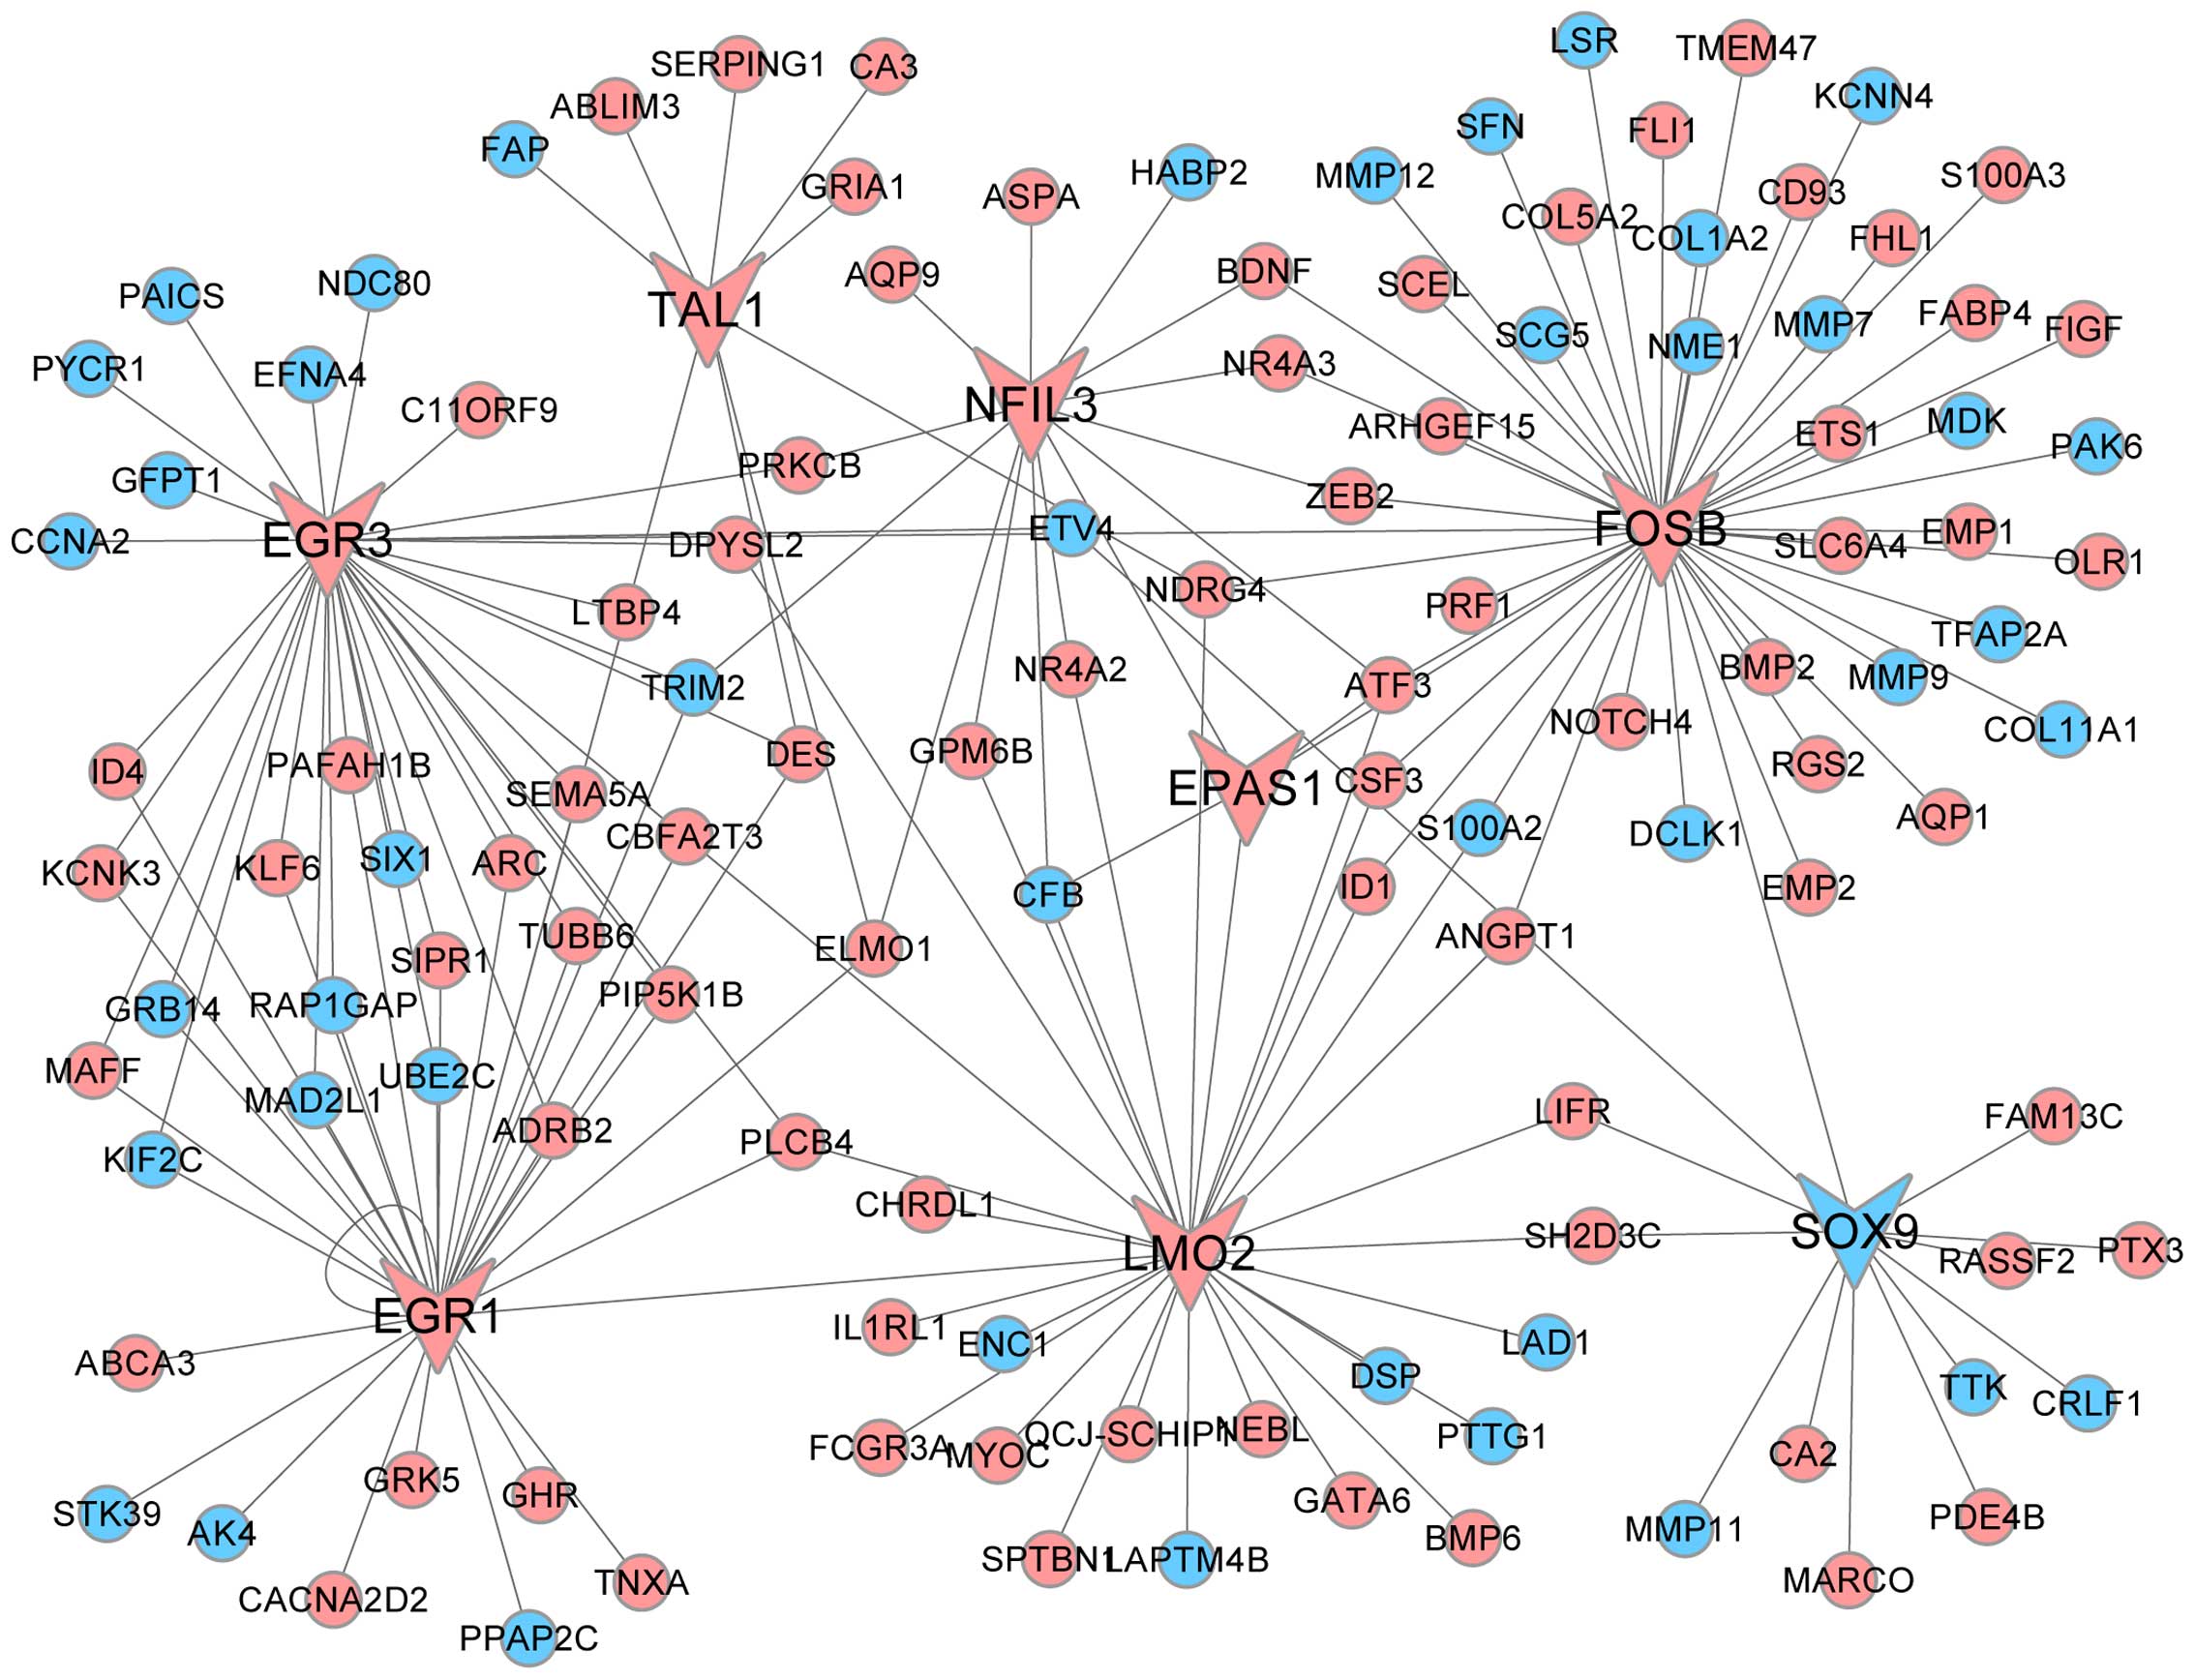 LSR
TMEM47
SERPING1
CA3
KCNN4
ABLIM3
SFN
FLI1
FAP
HABP2
MMP12
S100A3
GRIA1
ASPA
CD93
COL5A2
COL1A2
FHL1
AQP9
BDNF
SCEL
PAICS
NDC80
TAL1
FABP4
FIGF
SCG5
NME1
MMP7
PYCR1
EFNA4
NR4A3
C11ORF9
NFIL3
ARHGEF15
ETS1
MDK
PAK6
PRKCB
GFPT1
ZEB2
CCNA2
EGR3
DPYSL2
ETV4
FOSB
SLC6A4
EMP1
OLR1
NDRG4
PRF1
LTBP4
TFAP2A
NR4A2
TRIM2
ATF3
BMP2
MMP9
NOTCH4
COL11A1
ID4
PAFAH1B
DES
GPM6B
RGS2
SEMA5A
EPAS1
CSF3
CBFA2T3
S100A2
DCLK1
AQP1
KCNK3
KLF6
SIX1
ARC
CFB
ID1
EMP2
TUBB6
ELMO1
ANGPT1
SIPR1
GRB14
RAP1GAP
PIP5K1B
MAFF
UBE2C
MAD2L1
LIFR
FAM13C
ADRB2
PLCB4
KIF2C
CHRDL1
SH2D3C
SOX9
RASSF2
PTX3
LMO2
EGR1
IL1RL1
ENC1
LAD1
ABCA3
DSP
TTK
CRLF1
FCGR3A
MYOC
QCJ-SCHIP1
NEBL
PTTG1
CA2
GRK5
GHR
GATA6
STK39
AK4
BMP6
MMP11
PDE4B
SPTBN1
LAPTM4B
TNXA
MARCO
CACNA2D2
PPAP2C